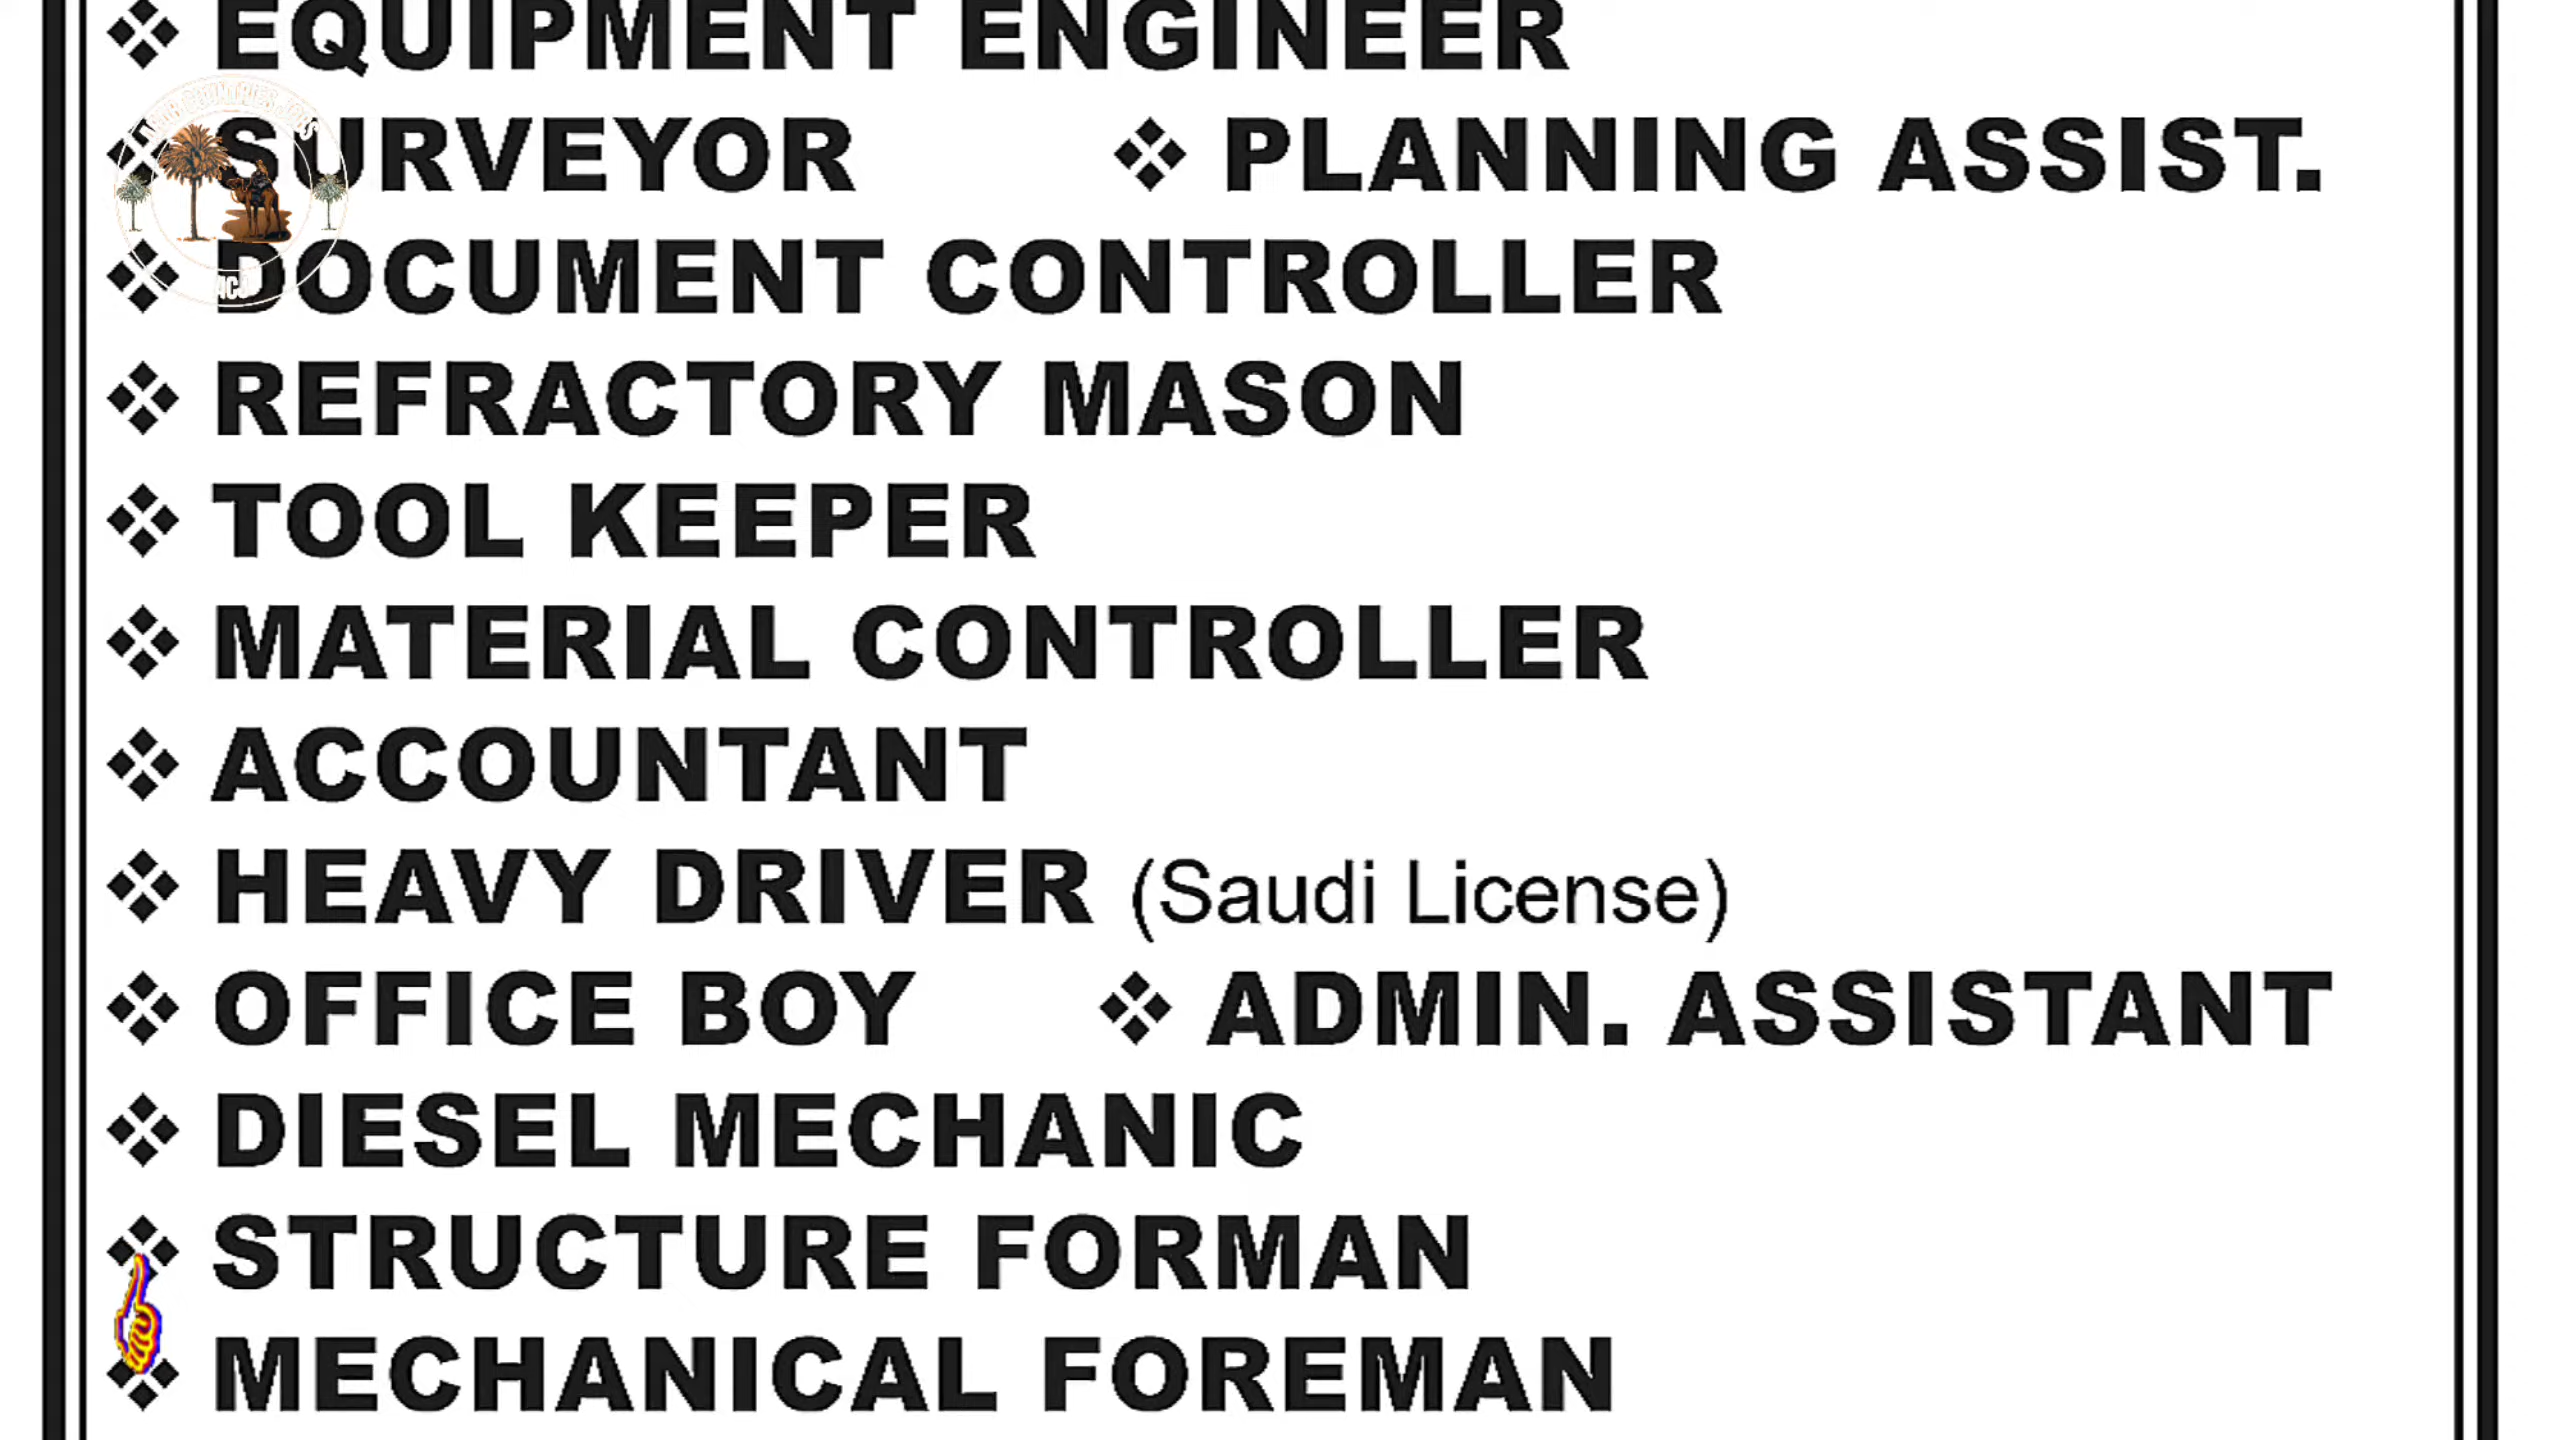 ❖ EQUIPMENT ENGINEER
❖ SURVEYOR ❖ PLANNING ASSIST.
❖ DOCUMENT CONTROLLER
❖ REFRACTORY MASON
❖ TOOL KEEPER
❖ MATERIAL CONTROLLER
❖ ACCOUNTANT
❖ HEAVY DRIVER (Saudi License)
❖ OFFICE BOY ❖ ADMIN. ASSISTANT
❖ DIESEL MECHANIC
❖ STRUCTURE FORMAN
❖ MECHANICAL FOREMAN